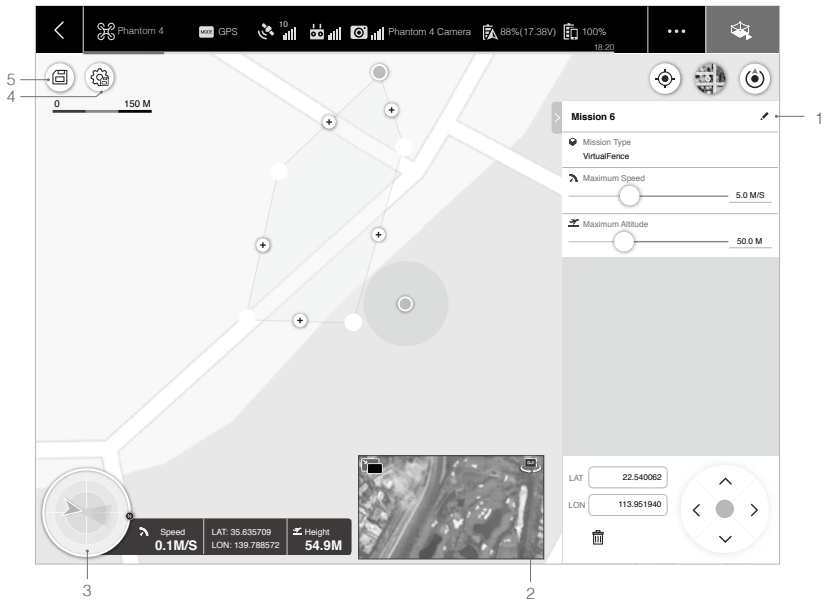 Phantom 4
MODE GPS
10
Phantom 4 Camera
88%(17.38V)
100%
18:20
5
4
0 150 M
Mission 6
1
Mission Type
VirtualFence
Maximum Speed
5.0 M/S
Maximum Altitude
50.0 M
LAT 22.540062
LON 113.951940
Speed
0.1M/S
LAT: 35.635709
LON: 139.788572
Height
54.9M
3
2